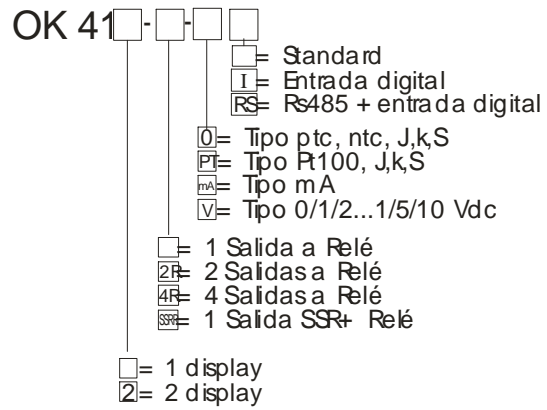 OK 41 - -
= Standard
I = Entrada digital
RS= Rs485 + entrada digital
0= Tipo ptc, ntc, J,k,S
PT= Tipo Pt100, J,k,S
mA= Tipo mA
V= Tipo 0/1/2...1/5/10 Vdc
= 1 Salida a Relé
2R= 2 Salidas a Relé
4R= 4 Salidas a Relé
= 1 Salida SSR+ Relé
= 1 display
2= 2 display